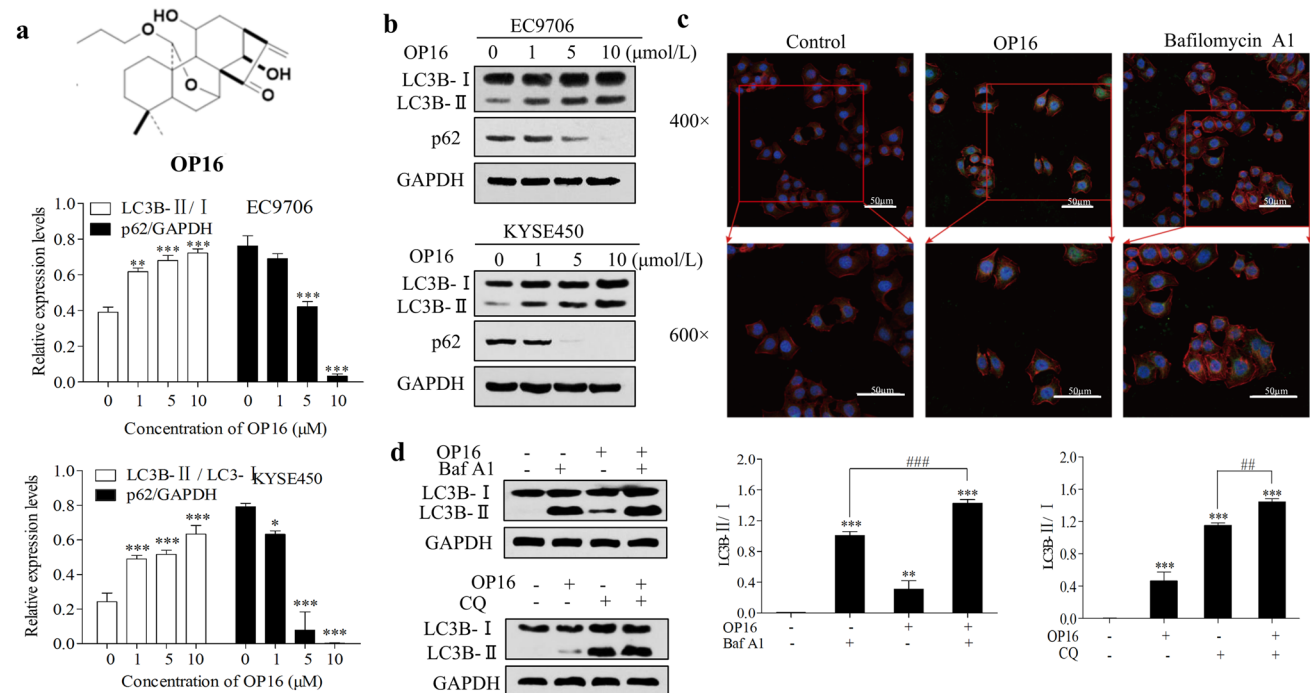 a
HO
O
O
OH
O
OP16
LC3B-Ⅱ/Ⅰ
p62/GAPDH
EC9706
Relative expression levels
1.0
0.8
0.6
0.4
0.2
0.0
** *** *** *** ***
0 1 5 10 0 1 5 10
Concentration of OP16 (μM)
LC3B-Ⅱ / LC3-Ⅰ
p62/GAPDH
KYSE450
Relative expression levels
1.0
0.8
0.6
0.4
0.2
0.0
*** *** *** * *** ***
0 1 5 10 0 1 5 10
Concentration of OP16 (μM)
b
EC9706
OP16 0 1 5 10 (μmol/L)
LC3B-Ⅰ
LC3B-Ⅱ
p62
GAPDH
KYSE450
OP16 0 1 5 10 (μmol/L)
LC3B-Ⅰ
LC3B-Ⅱ
p62
GAPDH
c
Control OP16 Bafilomycin A1
400×
50μm 50μm 50μm
600×
50μm 50μm 50μm
d
OP16 - - + +
Baf A1 - + - +
LC3B-Ⅰ
LC3B-Ⅱ
GAPDH
OP16 - + - +
CQ - - + +
LC3B-Ⅰ
LC3B-Ⅱ
GAPDH
LC3B-Ⅱ/Ⅰ
2.0
1.6
1.2
0.8
0.4
0.0
###
*** ** ***
OP16 - - + +
Baf A1 - + - +
LC3B-Ⅱ/Ⅰ
2.0
1.6
1.2
0.8
0.4
0.0
##
*** *** ***
OP16 - + - +
CQ - - + +